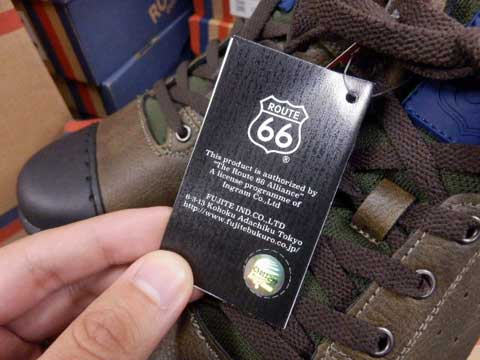 ROUTE
66
®
This product is authorized by
"The Route 66 Alliance"
A license programme of
Ingram Co.,Ltd
FUJITE IND.CO.,LTD
6-3-13 Kohoku Adachiku Tokyo
http://www.fujitebukuro.co.jp/